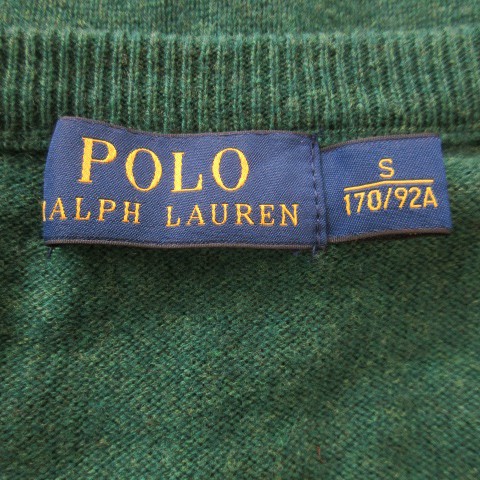 POLO
RALPH LAUREN
S
170/92A